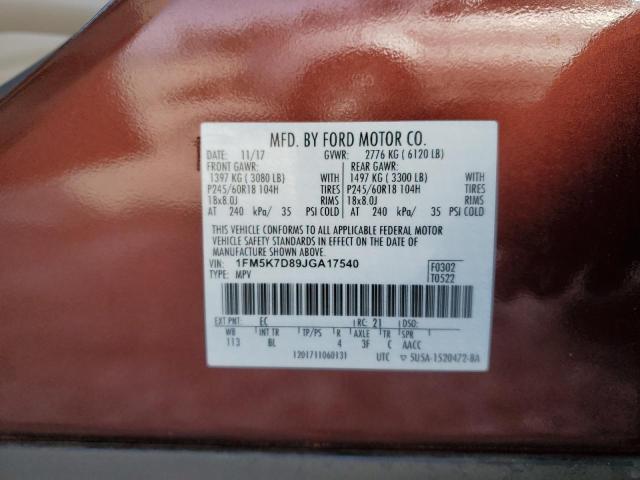 MFD. BY FORD MOTOR CO.
DATE: 11/17 GVWR: 2776 KG ( 6120 LB)
FRONT GAWR: REAR GAWR:
1397 KG ( 3080 LB) WITH 1497 KG ( 3300 LB) WITH
P245/60R18 104H TIRES P245/60R18 104H TIRES
18x8.0J RIMS 18x8.0J RIMS
AT 240 kPa/ 35 PSI COLD AT 240 kPa/ 35 PSI COLD
THIS VEHICLE CONFORMS TO ALL APPLICABLE FEDERAL MOTOR
VEHICLE SAFETY STANDARDS IN EFFECT ON THE DATE OF
MANUFACTURE SHOWN ABOVE.
VIN: 1FM5K7D89JGA17540 F0302
TYPE: MPV T0522
EXT PNT: EC RC: 21 DSO:
WB INT TR TP/PS R AXLE TR SPR
113 BL 4 3F C AACC
1201711060131 UTC 5U5A-1520472-BA